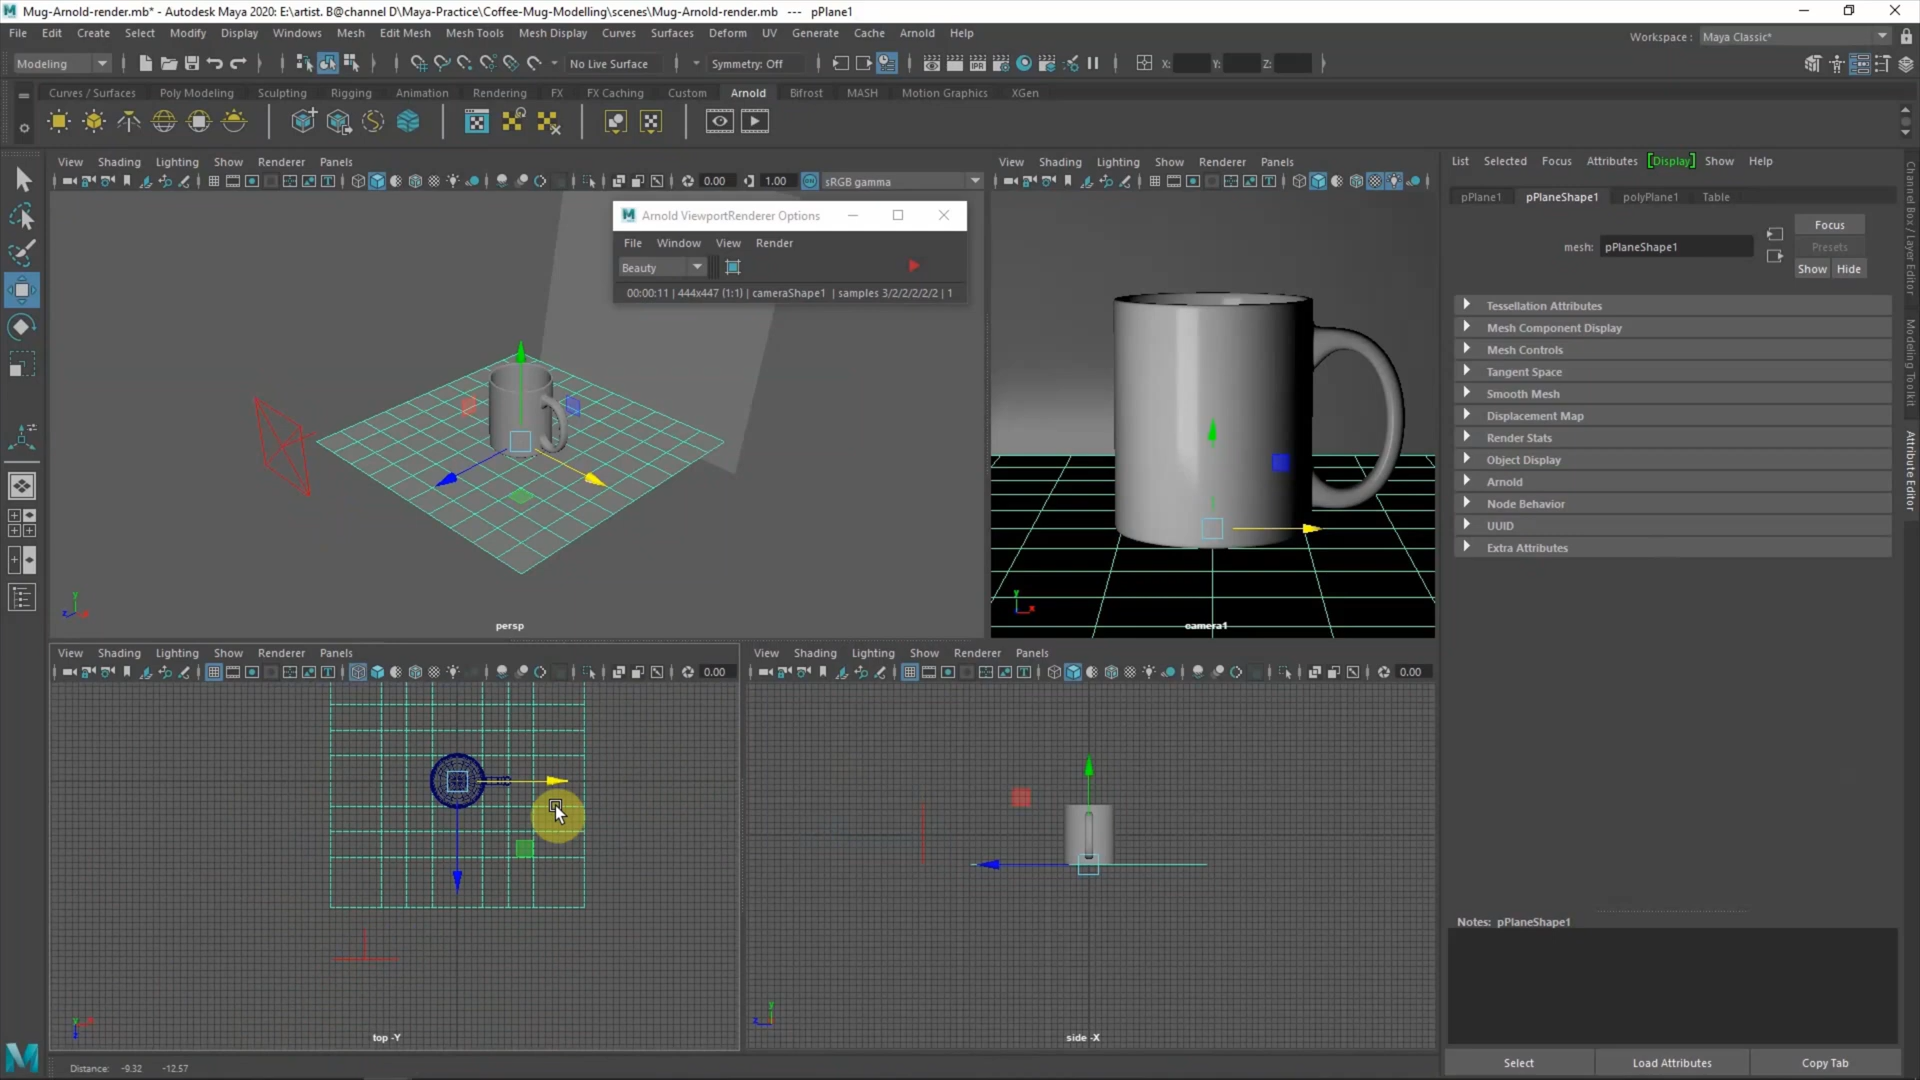 Mug-Arnold-render.mb* - Autodesk Maya 2020: E:\artist. B@channel D\Maya-Practice\Coffee-Mug-Modelling\scenes\Mug-Arnold-render.mb --- pPlane1
File Edit Create Select Modify Display Windows Mesh Edit Mesh Mesh Tools Mesh Display Curves Surfaces Deform UV Generate Cache Arnold Help
Workspace : Maya Classic*
Modeling No Live Surface Symmetry: Off X: Y: Z:
Curves / Surfaces Poly Modeling Sculpting Rigging Animation Rendering FX FX Caching Custom Arnold Bifrost MASH Motion Graphics XGen
IPR
View Shading Lighting Show Renderer Panels
0.00 1.00 sRGB gamma
Arnold ViewportRenderer Options
File Window View Render
Beauty
00:00:11 | 444x447 (1:1) | cameraShape1 | samples 3/2/2/2/2/2 | 1
persp
View Shading Lighting Show Renderer Panels
camera1
View Shading Lighting Show Renderer Panels
0.00
top -Y
View Shading Lighting Show Renderer Panels
0.00
side -X
List Selected Focus Attributes [Display] Show Help
pPlane1 pPlaneShape1 polyPlane1 Table
mesh: pPlaneShape1
Focus
Presets
Show Hide
Tessellation Attributes
Mesh Component Display
Mesh Controls
Tangent Space
Smooth Mesh
Displacement Map
Render Stats
Object Display
Arnold
Node Behavior
UUID
Extra Attributes
Notes: pPlaneShape1
Select Load Attributes Copy Tab
Channel Box / Layer Editor
Modeling Toolkit
Attribute Editor
Distance: -9.32 -12.57